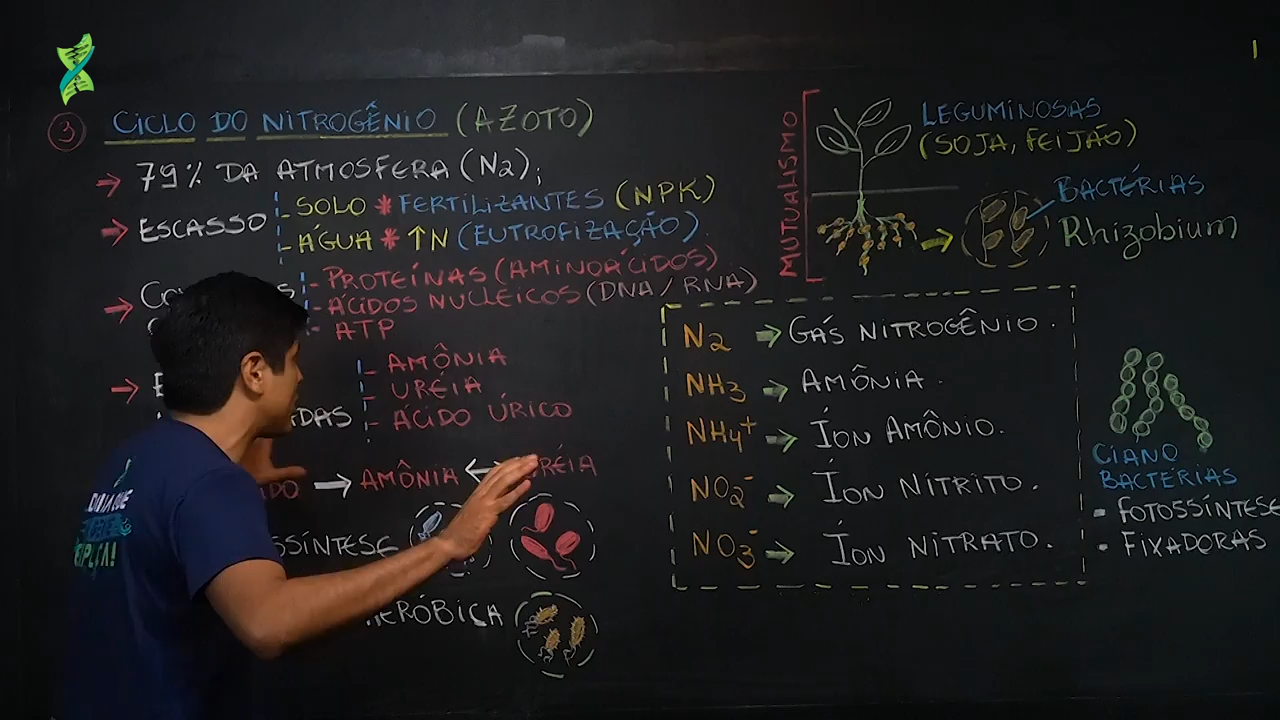 3 CICLO DO NITROGÊNIO (AZOTO)
→ 79% DA ATMOSFERA (N2);
→ ESCASSO
- SOLO * FERTILIZANTES (NPK)
- ÁGUA * ↑N (EUTROFIZAÇÃO).
- PROTEÍNAS (AMINOÁCIDOS)
- ÁCIDOS NUCLEICOS (DNA/RNA)
- ATP
- AMÔNIA
- UREIA
- ÁCIDO ÚRICO
→ AMÔNIA ←
MUTUALISMO
LEGUMINOSAS
(SOJA, FEIJÃO)
BACTÉRIAS
Rhizobium
N2 → GÁS NITROGÊNIO.
NH3 → AMÔNIA.
NH4+ → ÍON AMÔNIO.
NO2- → ÍON NITRITO.
NO3- → ÍON NITRATO.
CIANO
BACTÉRIAS
- FOTOSSÍNTESE
- FIXADORAS